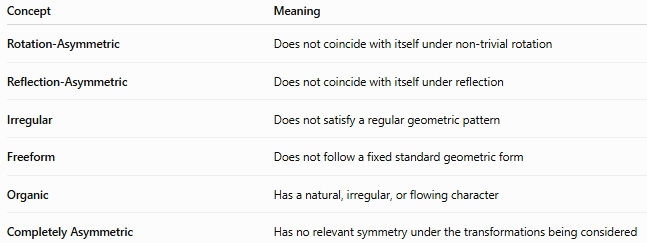 Concept Meaning
Rotation-Asymmetric Does not coincide with itself under non-trivial rotation
Reflection-Asymmetric Does not coincide with itself under reflection
Irregular Does not satisfy a regular geometric pattern
Freeform Does not follow a fixed standard geometric form
Organic Has a natural, irregular, or flowing character
Completely Asymmetric Has no relevant symmetry under the transformations being considered